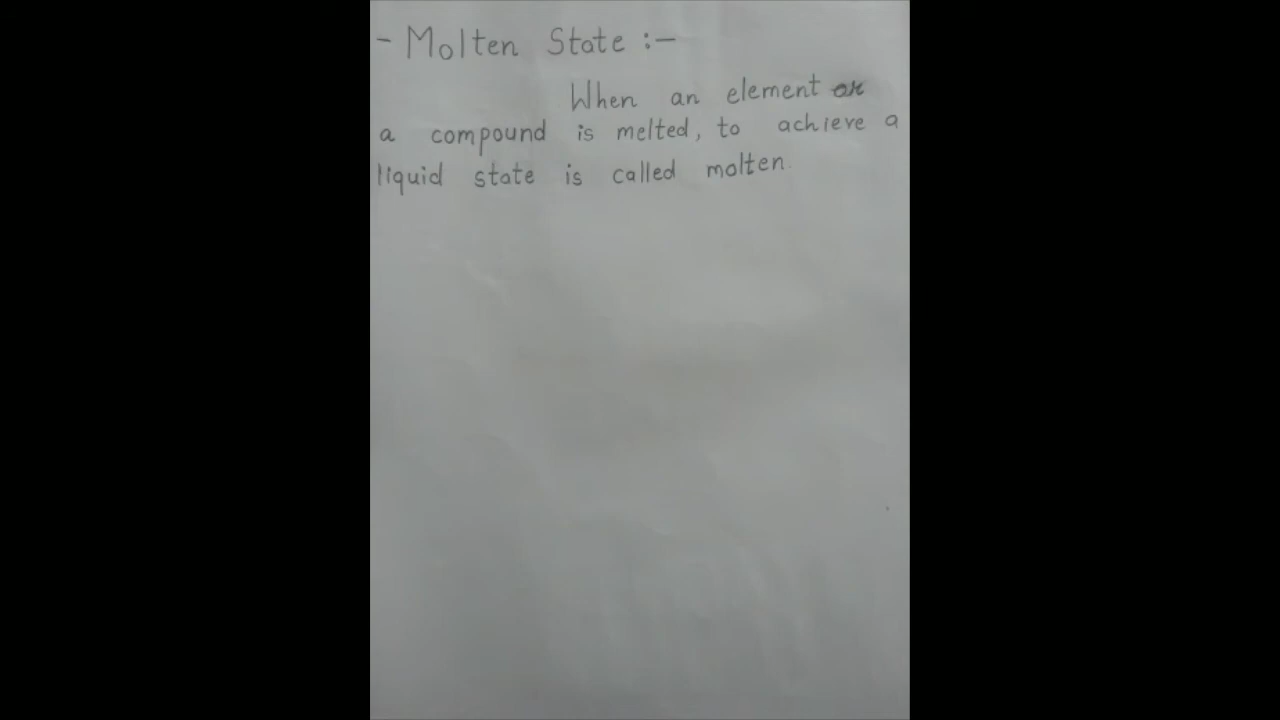 - Molten State :-
When an element or
a compound is melted, to achieve a
liquid state is called molten.